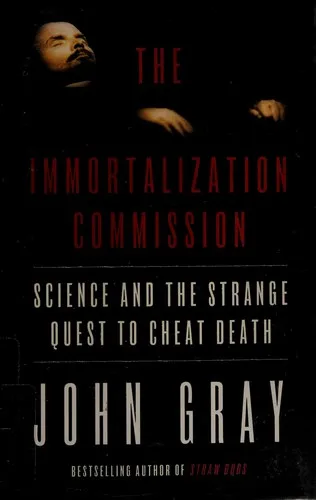 THE
IMMORTALIZATION
COMMISSION
SCIENCE AND THE STRANGE
QUEST TO CHEAT DEATH
JOHN GRAY
BESTSELLING AUTHOR OF STRAW DOGS